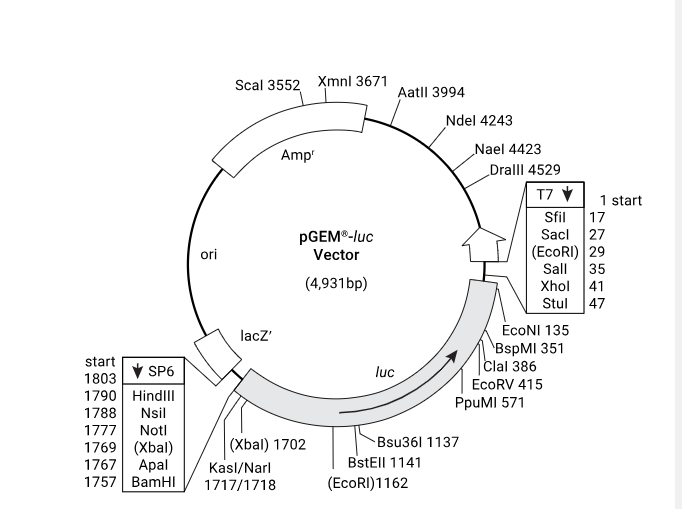 ScaI 3552
XmnI 3671
AatII 3994
NdeI 4243
NaeI 4423
DraIII 4529
Ampʳ
T7
1 start
SfiI 17
SacI 27
(EcoRI) 29
SalI 35
XhoI 41
StuI 47
pGEM®-luc
Vector
(4,931bp)
ori
lacZ′
luc
EcoNI 135
BspMI 351
ClaI 386
EcoRV 415
PpuMI 571
Bsu36I 1137
BstEII 1141
(EcoRI)1162
(XbaI) 1702
KasI/NarI
1717/1718
start
1803 SP6
1790 HindIII
1788 NsiI
1777 NotI
1769 (XbaI)
1767 ApaI
1757 BamHI